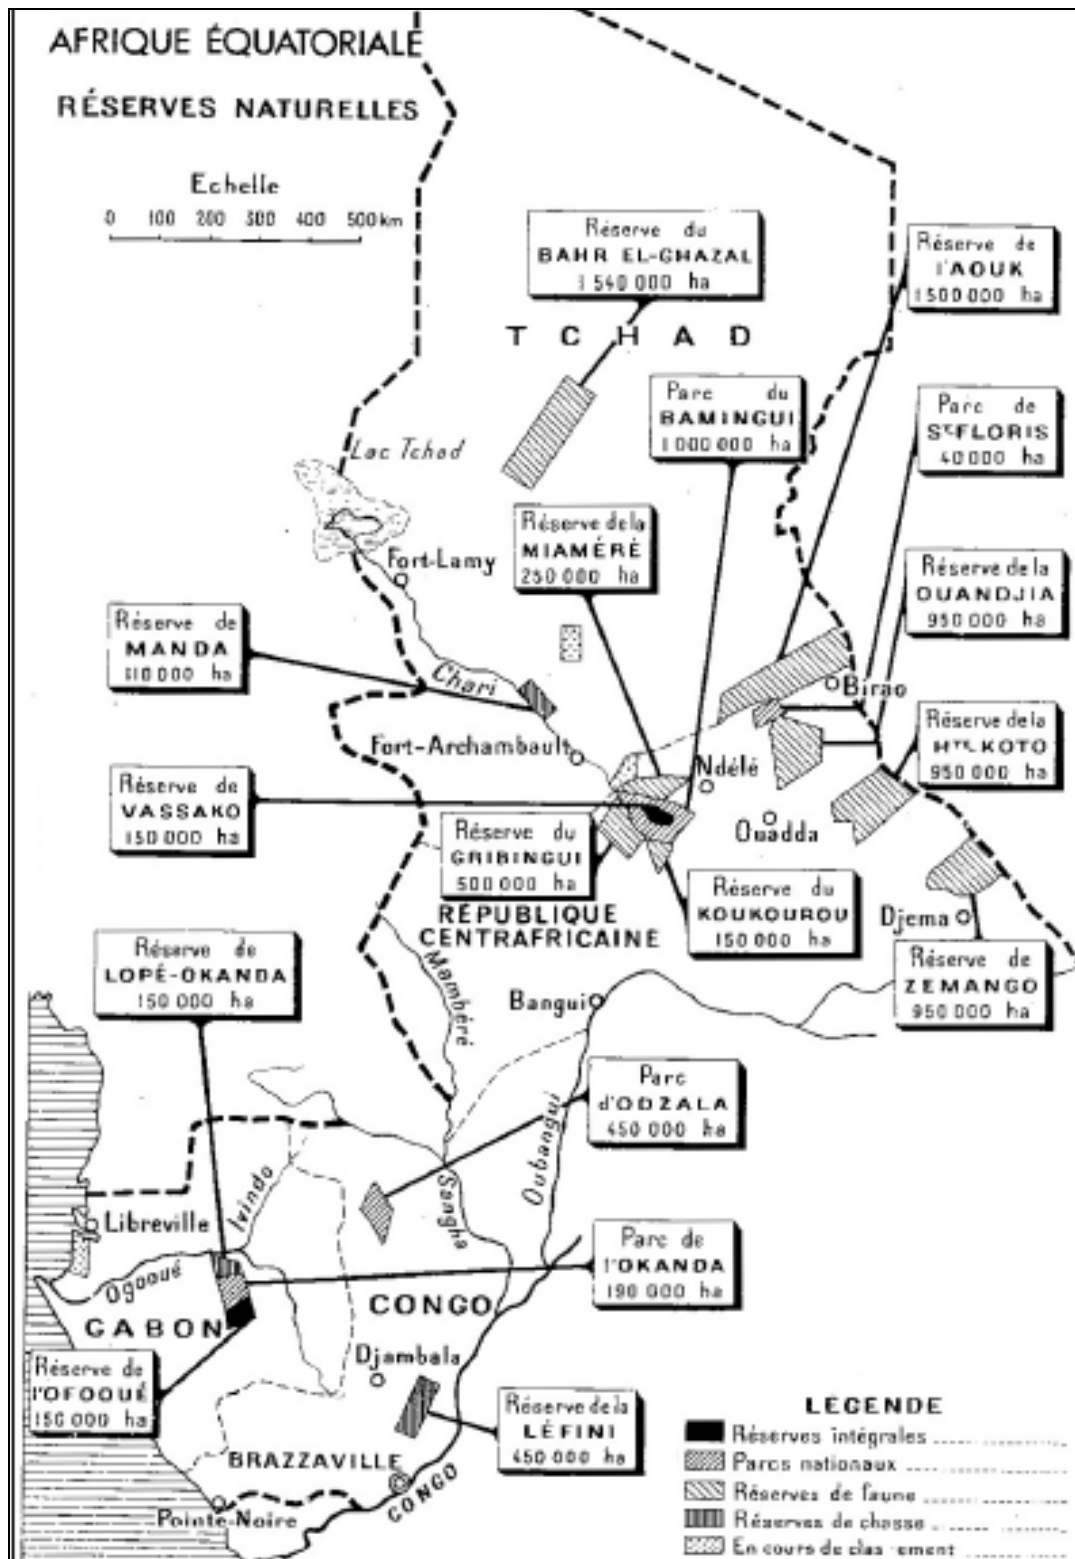 AFRIQUE ÉQUATORIALE
RÉSERVES NATURELLES
Echelle
0 100 200 300 400 500 km
Réserve du
BAHR EL-GHAZAL
1 540 000 ha
Réserve de
l'AOUK
1 500 000 ha
TCHAD
Parc du
BAMINGUI
1 000 000 ha
Parc de
St FLORIS
40 000 ha
Lac Tchad
Réserve de la
MIAMÉRÉ
250 000 ha
Fort-Lamy
Réserve de la
OUANDJIA
950 000 ha
Réserve de
MANDA
110 000 ha
Chari
Birao
Fort-Archambault
Ndélé
Réserve de la
Hte KOTO
950 000 ha
Réserve de
VASSAKO
150 000 ha
Ouadda
Réserve du
GRIBINGUI
500 000 ha
Réserve du
KOUKOUROU
150 000 ha
Djema
RÉPUBLIQUE
CENTRAFRICAINE
Réserve de
LOPÉ-OKANDA
150 000 ha
Mambéré
Bangui
Réserve de
ZEMANGO
950 000 ha
Parc
d'ODZALA
450 000 ha
Oubangui
Ivindo
Sangha
Libreville
Parc de
l'OKANDA
190 000 ha
Ogooué
GABON
CONGO
Djambala
Réserve de
l'OFOOUÉ
150 000 ha
Réserve de la
LÉFINI
450 000 ha
BRAZZAVILLE
CONGO
Pointe-Noire
LÉGENDE
Réserves intégrales
Parcs nationaux
Réserves de faune
Réserves de chasse
En cours de clas ement